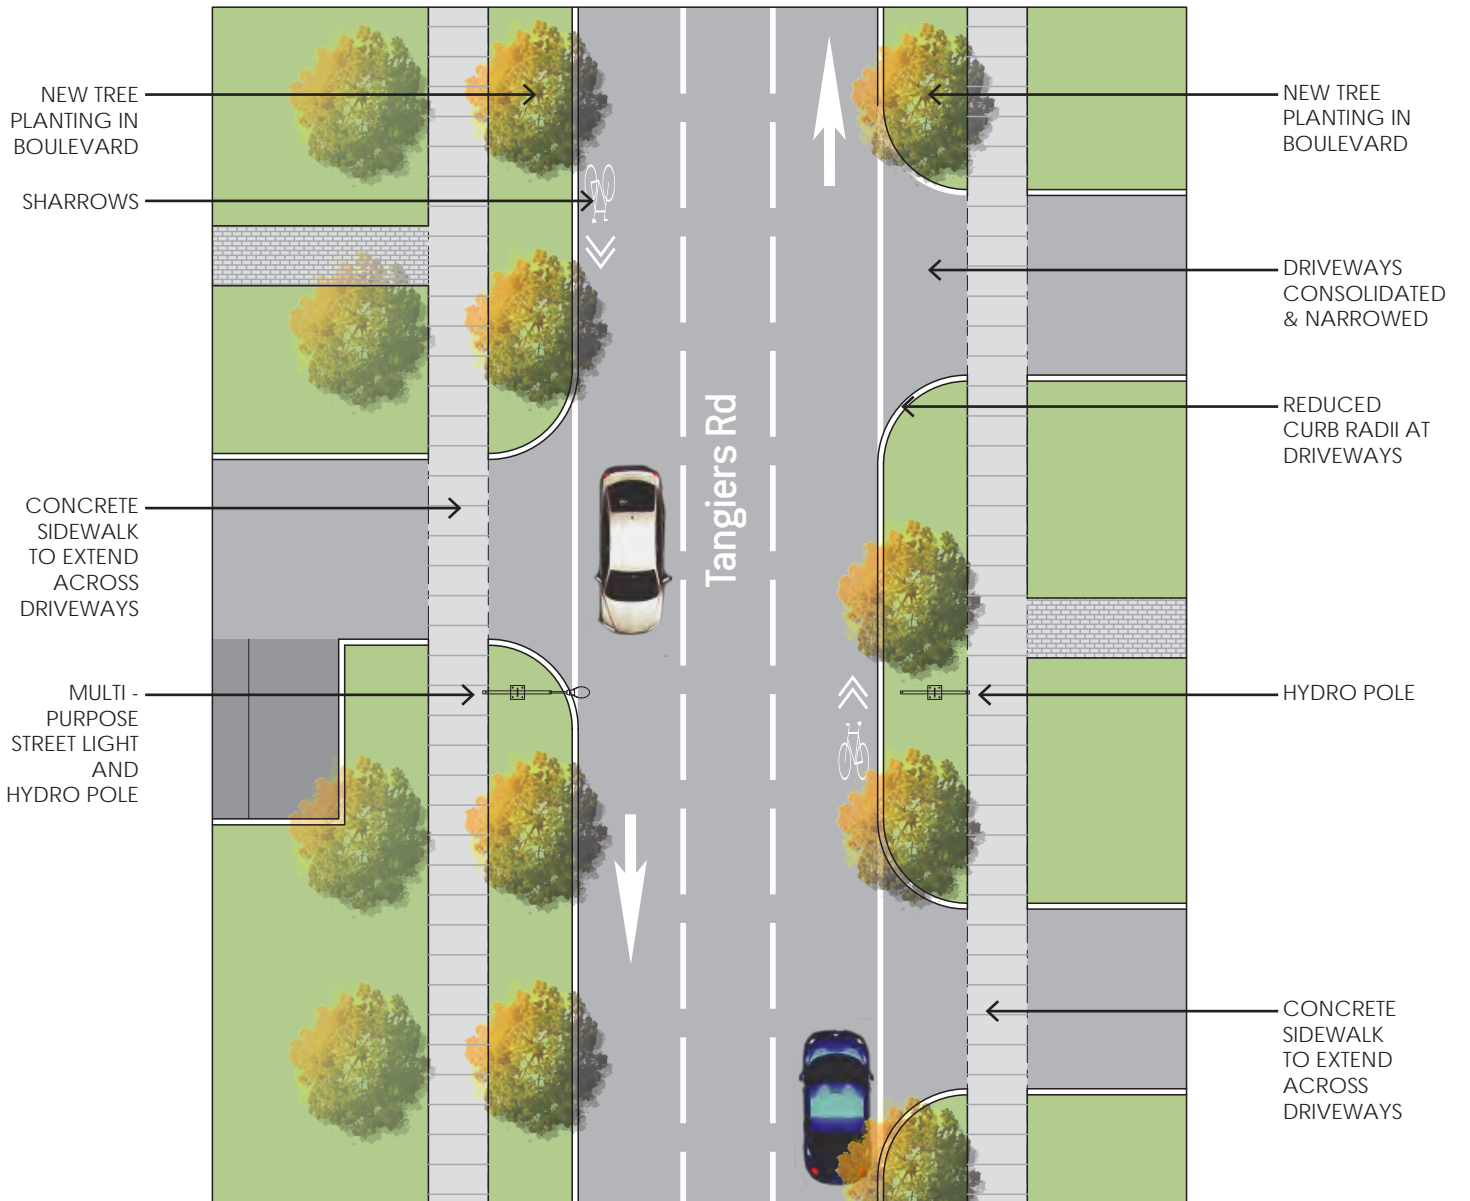 NEW TREE
PLANTING IN
BOULEVARD
SHARROWS
CONCRETE
SIDEWALK
TO EXTEND
ACROSS
DRIVEWAYS
MULTI -
PURPOSE
STREET LIGHT
AND
HYDRO POLE
Tangiers Rd
NEW TREE
PLANTING IN
BOULEVARD
DRIVEWAYS
CONSOLIDATED
& NARROWED
REDUCED
CURB RADII AT
DRIVEWAYS
HYDRO POLE
CONCRETE
SIDEWALK
TO EXTEND
ACROSS
DRIVEWAYS